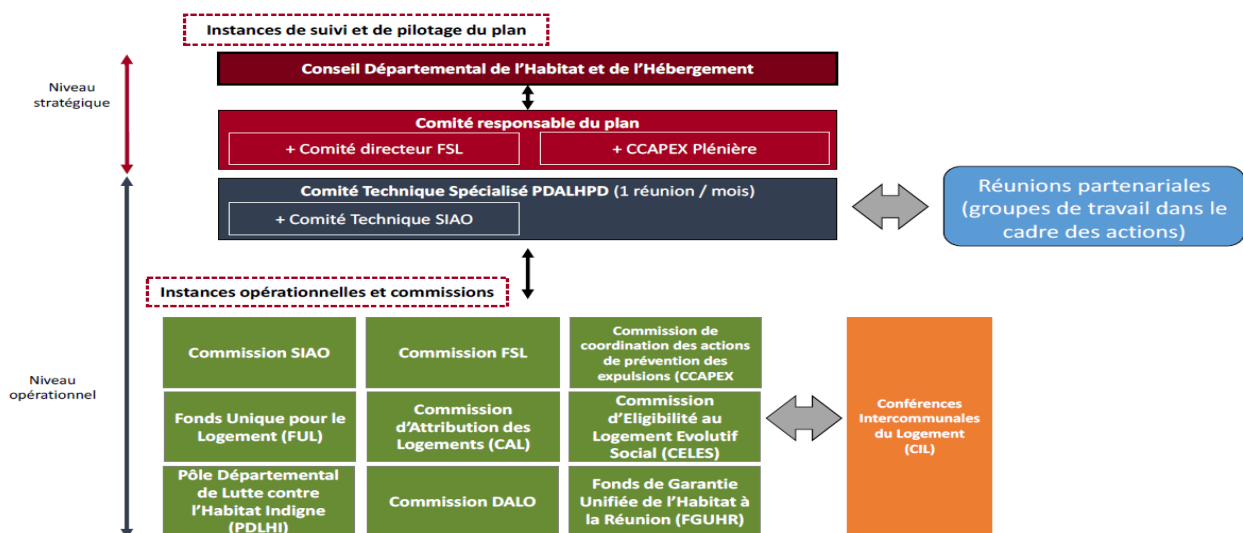 Instances de suivi et de pilotage du plan
Niveau
stratégique
Conseil Départemental de l'Habitat et de l'Hébergement
Comité responsable du plan
+ Comité directeur FSL
+ CCAPEX Plénière
Comité Technique Spécialisé PDALHPD (1 réunion / mois)
+ Comité Technique SIAO
Réunions partenariales
(groupes de travail dans le
cadre des actions)
Instances opérationnelles et commissions
Niveau
opérationnel
Commission SIAO
Commission FSL
Commission de
coordination des actions
de prévention des
expulsions (CCAPEX
Fonds Unique pour le
Logement (FUL)
Commission
d'Attribution des
Logements (CAL)
Commission
d'Eligibilité au
Logement Evolutif
Social (CELES)
Pôle Départemental
de Lutte contre
l'Habitat Indigne
(PDLHI)
Commission DALO
Fonds de Garantie
Unifiée de l'Habitat à
la Réunion (FGUHR)
Conférences
Intercommunales
du Logement
(CIL)